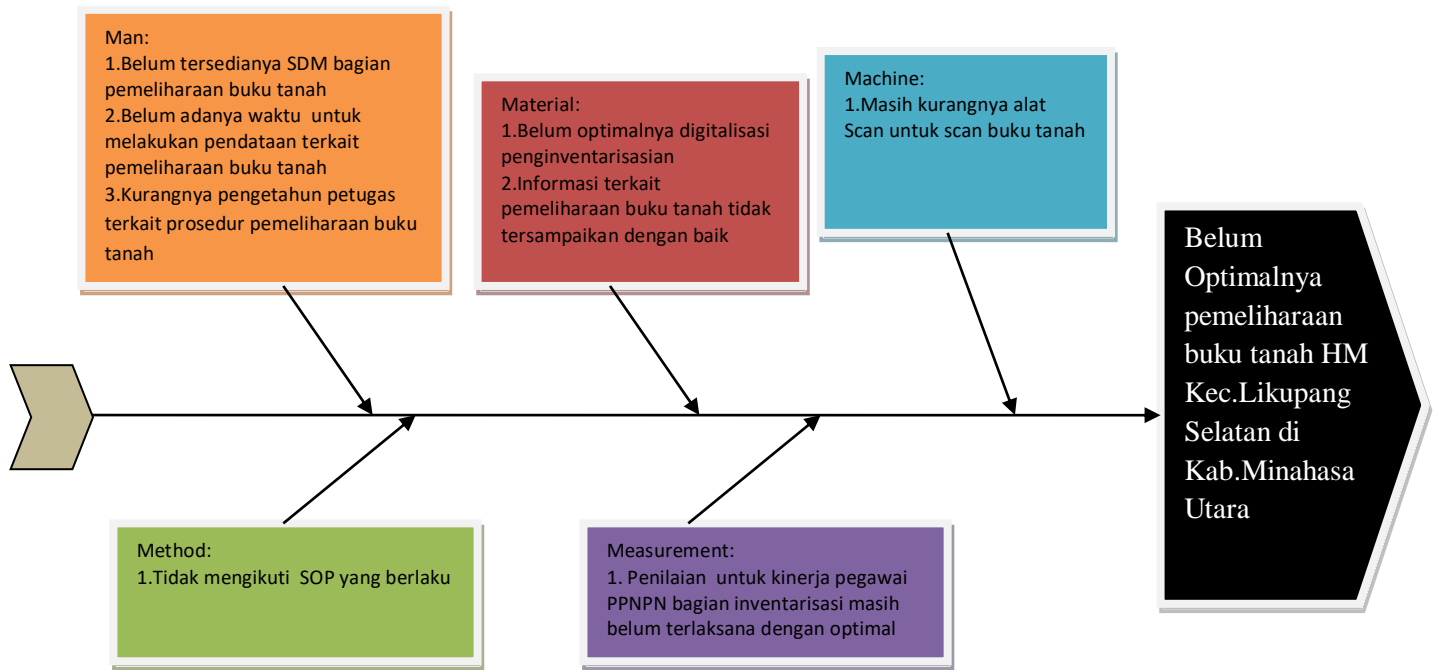 Man:
1.Belum tersedianya SDM bagian
pemeliharaan buku tanah
2.Belum adanya waktu untuk
melakukan pendataan terkait
pemeliharaan buku tanah
3.Kurangnya pengetahun petugas
terkait prosedur pemeliharaan buku
tanah
Material:
1.Belum optimalnya digitalisasi
penginventarisasian
2.Informasi terkait
pemeliharaan buku tanah tidak
tersampaikan dengan baik
Machine:
1.Masih kurangnya alat
Scan untuk scan buku tanah
Belum
Optimalnya
pemeliharaan
buku tanah HM
Kec.Likupang
Selatan di
Kab.Minahasa
Utara
Method:
1.Tidak mengikuti SOP yang berlaku
Measurement:
1. Penilaian untuk kinerja pegawai
PPNPN bagian inventarisasi masih
belum terlaksana dengan optimal